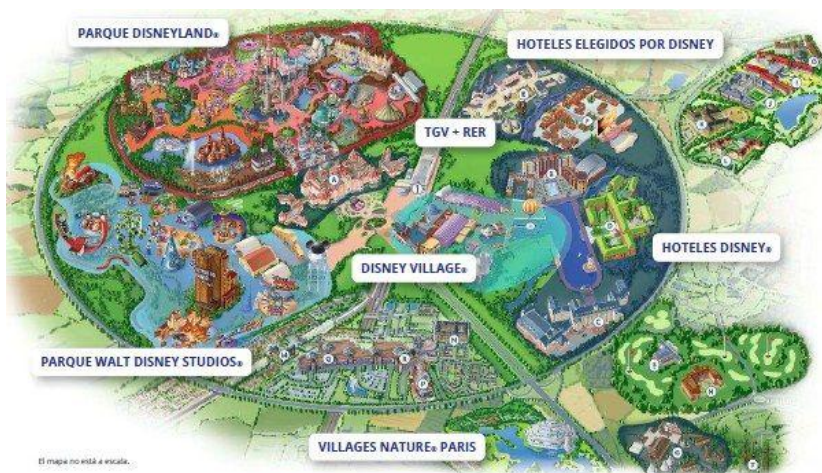 PARQUE DISNEYLAND®
HOTELES ELEGIDOS POR DISNEY
TGV + RER
HOTELES DISNEY®
DISNEY VILLAGE®
PARQUE WALT DISNEY STUDIOS®
VILLAGES NATURE® PARIS
El mapa no está a escala.